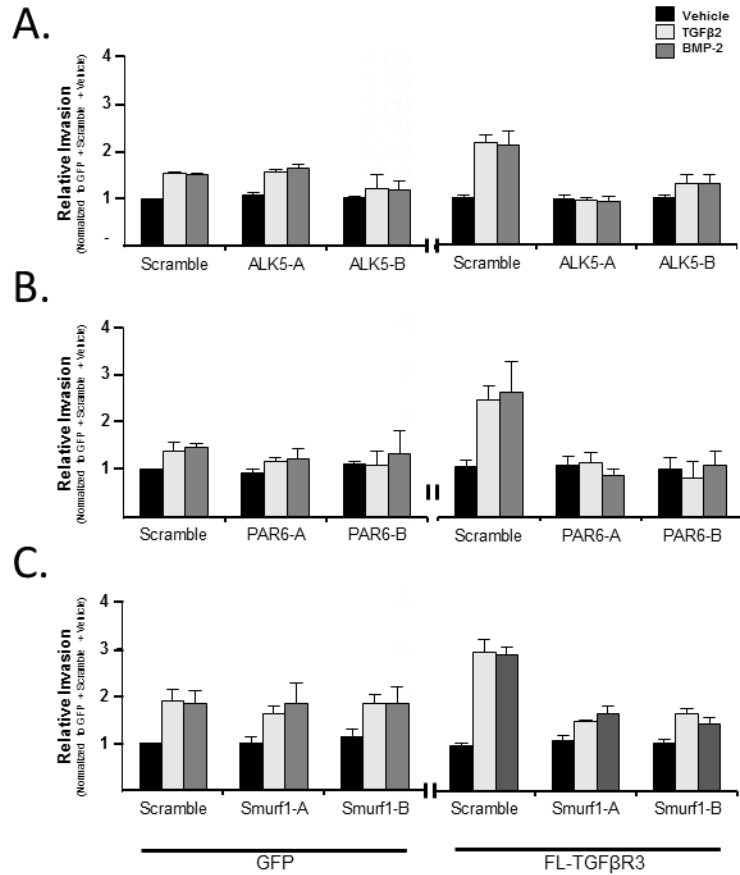 A.
Vehicle
TGFβ2
BMP-2
Relative Invasion
(Normalized to GFP + Scramble + Vehicle)
4
3
2
1
-
Scramble ALK5-A ALK5-B Scramble ALK5-A ALK5-B
B.
Relative Invasion
(Normalized to GFP + Scramble + Vehicle)
4
3
2
1
Scramble PAR6-A PAR6-B Scramble PAR6-A PAR6-B
C.
Relative Invasion
(Normalized to GFP + Scramble + Vehicle)
4
3
2
1
Scramble Smurf1-A Smurf1-B Scramble Smurf1-A Smurf1-B
GFP FL-TGFβR3